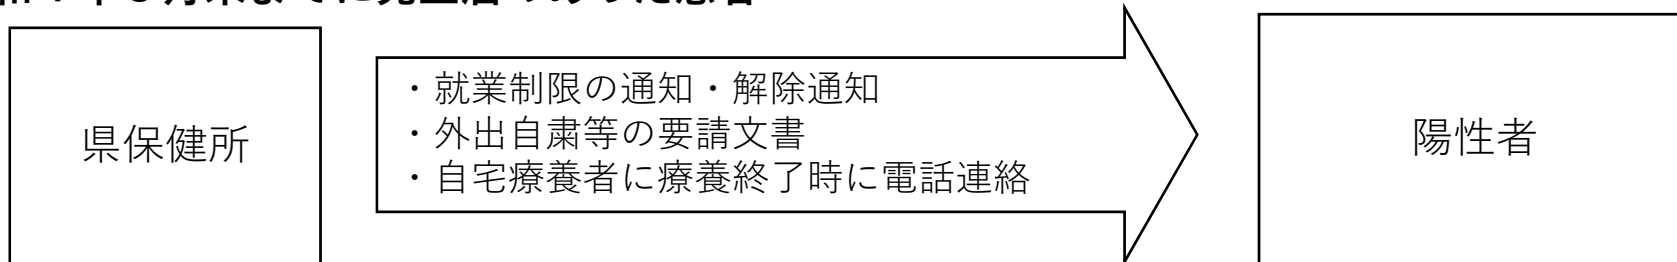 県保健所
・就業制限の通知・解除通知
・外出自粛等の要請文書
・自宅療養者に療養終了時に電話連絡
陽性者